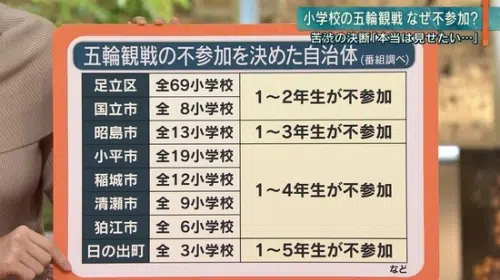 小学校の五輪観戦 なぜ不参加?
苦渋の決断「本当は見せたい…」
五輪観戦の不参加を決めた自治体(番組調べ)
足立区 全69小学校 1〜2年生が不参加
国立市 全 8小学校
昭島市 全13小学校 1〜3年生が不参加
小平市 全19小学校 1〜4年生が不参加
稲城市 全12小学校
清瀬市 全 9小学校
狛江市 全 6小学校
日の出町 全 3小学校 1〜5年生が不参加
など